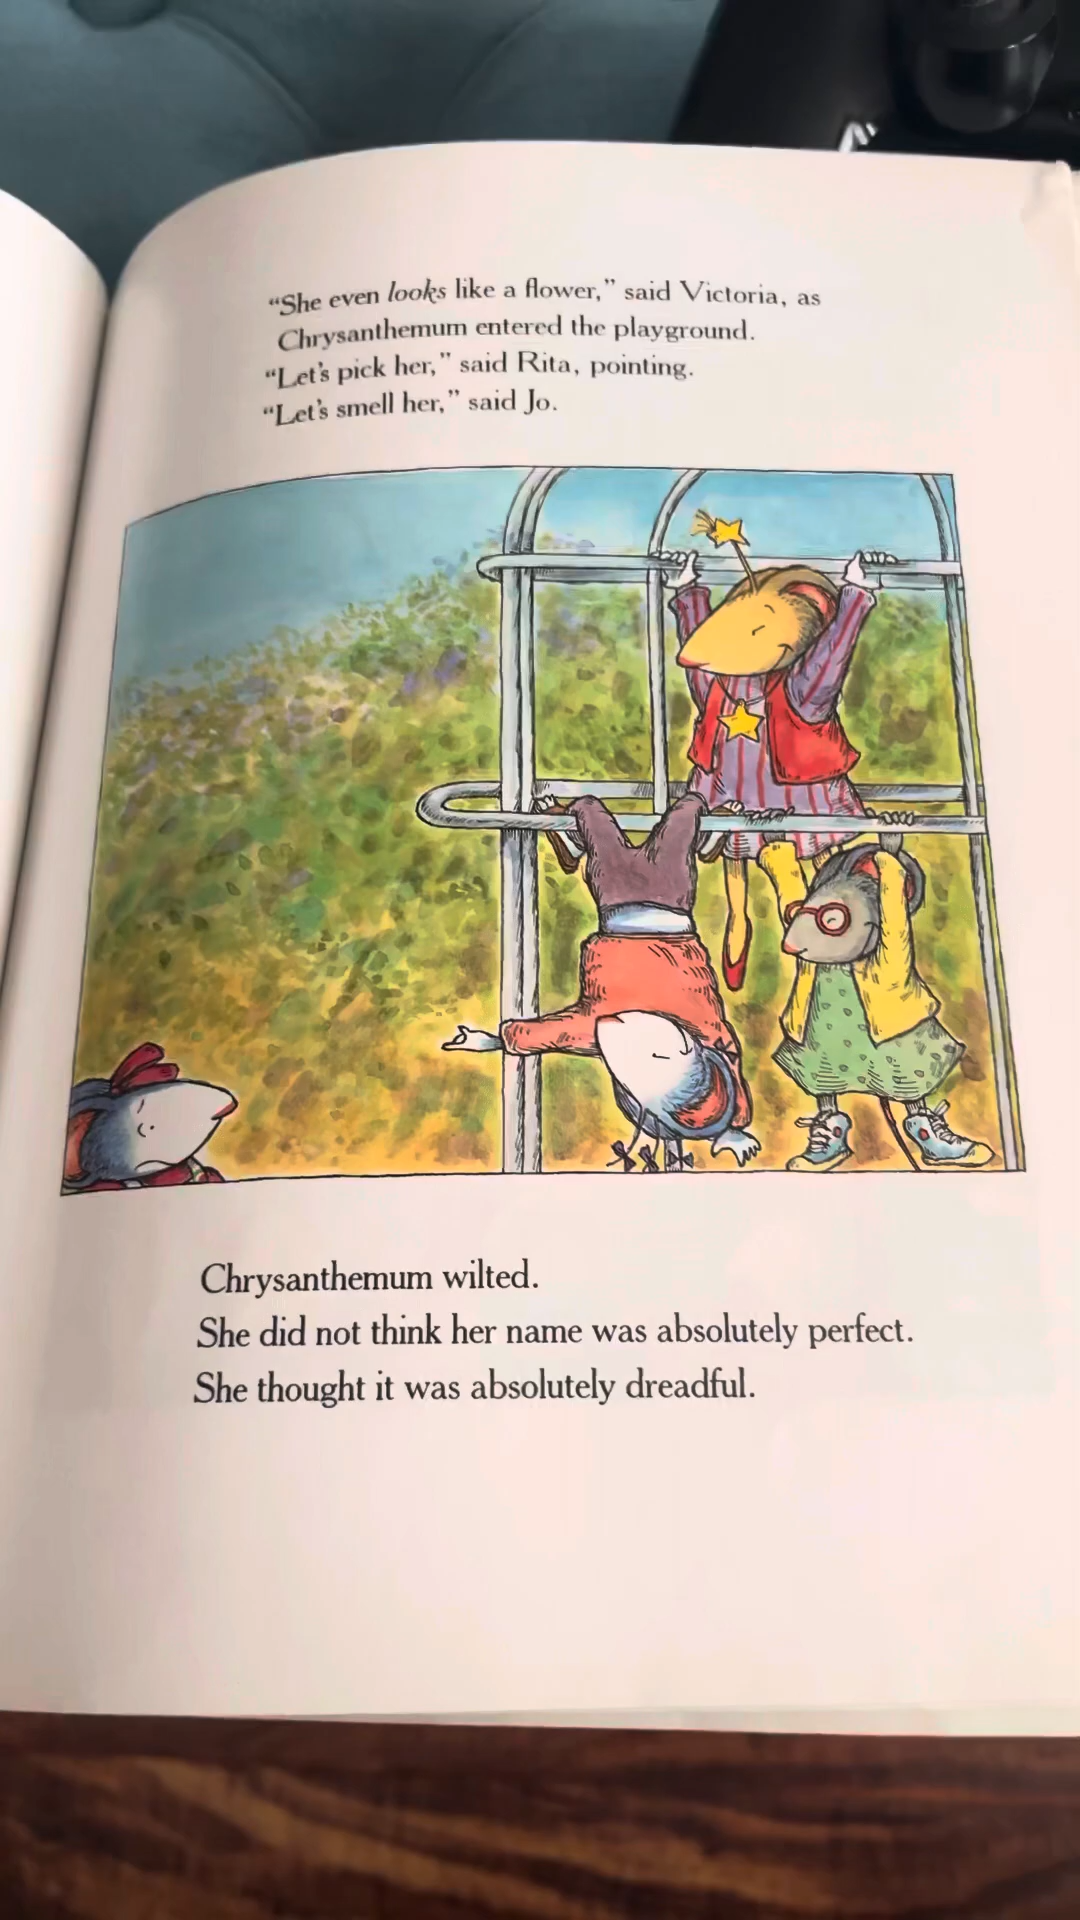 “She even looks like a flower,” said Victoria, as
Chrysanthemum entered the playground.
“Let’s pick her,” said Rita, pointing.
“Let’s smell her,” said Jo.
Chrysanthemum wilted.
She did not think her name was absolutely perfect.
She thought it was absolutely dreadful.